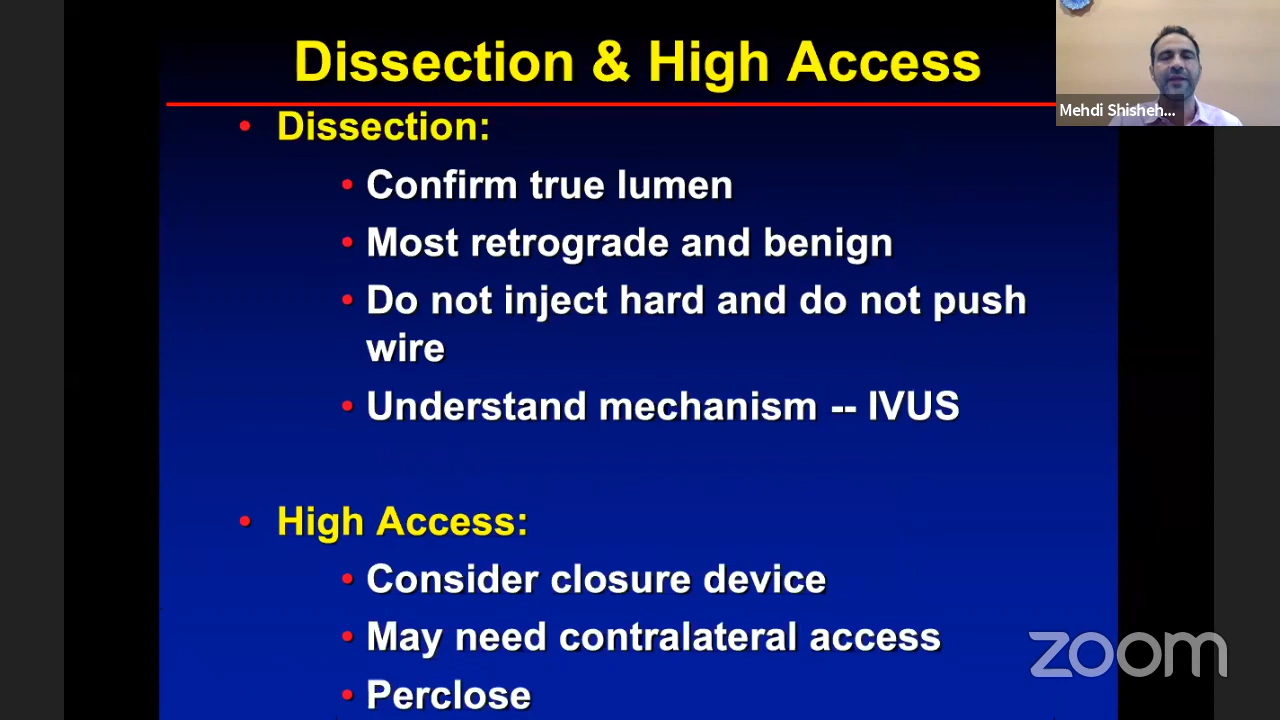 Dissection & High Access
Mehdi Shisheh...
• Dissection:
• Confirm true lumen
• Most retrograde and benign
• Do not inject hard and do not push
wire
• Understand mechanism -- IVUS
• High Access:
• Consider closure device
• May need contralateral access
• Perclose
zoom